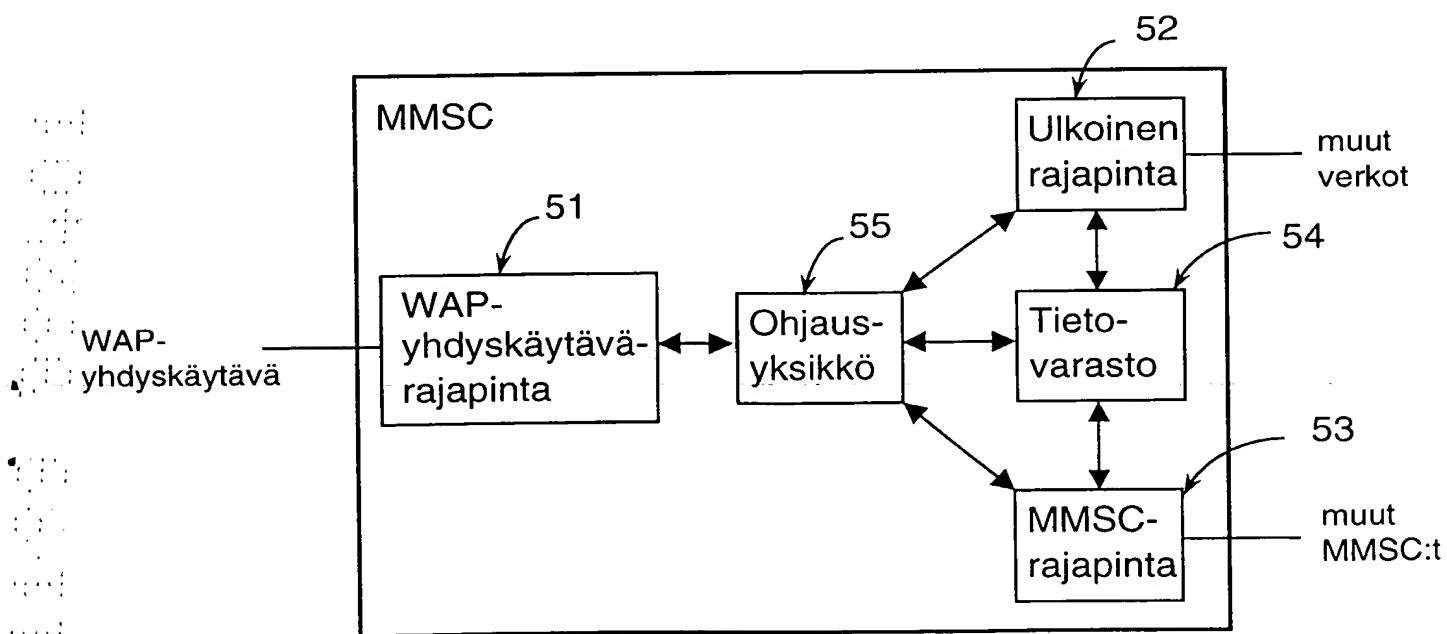 52
MMSC
Ulkoinen
rajapinta
muut
verkot
51
55
54
WAP-
yhdyskäytävä
WAP-
yhdyskäytävä-
rajapinta
Ohjaus-
yksikkö
Tieto-
varasto
53
MMSC-
rajapinta
muut
MMSC:t